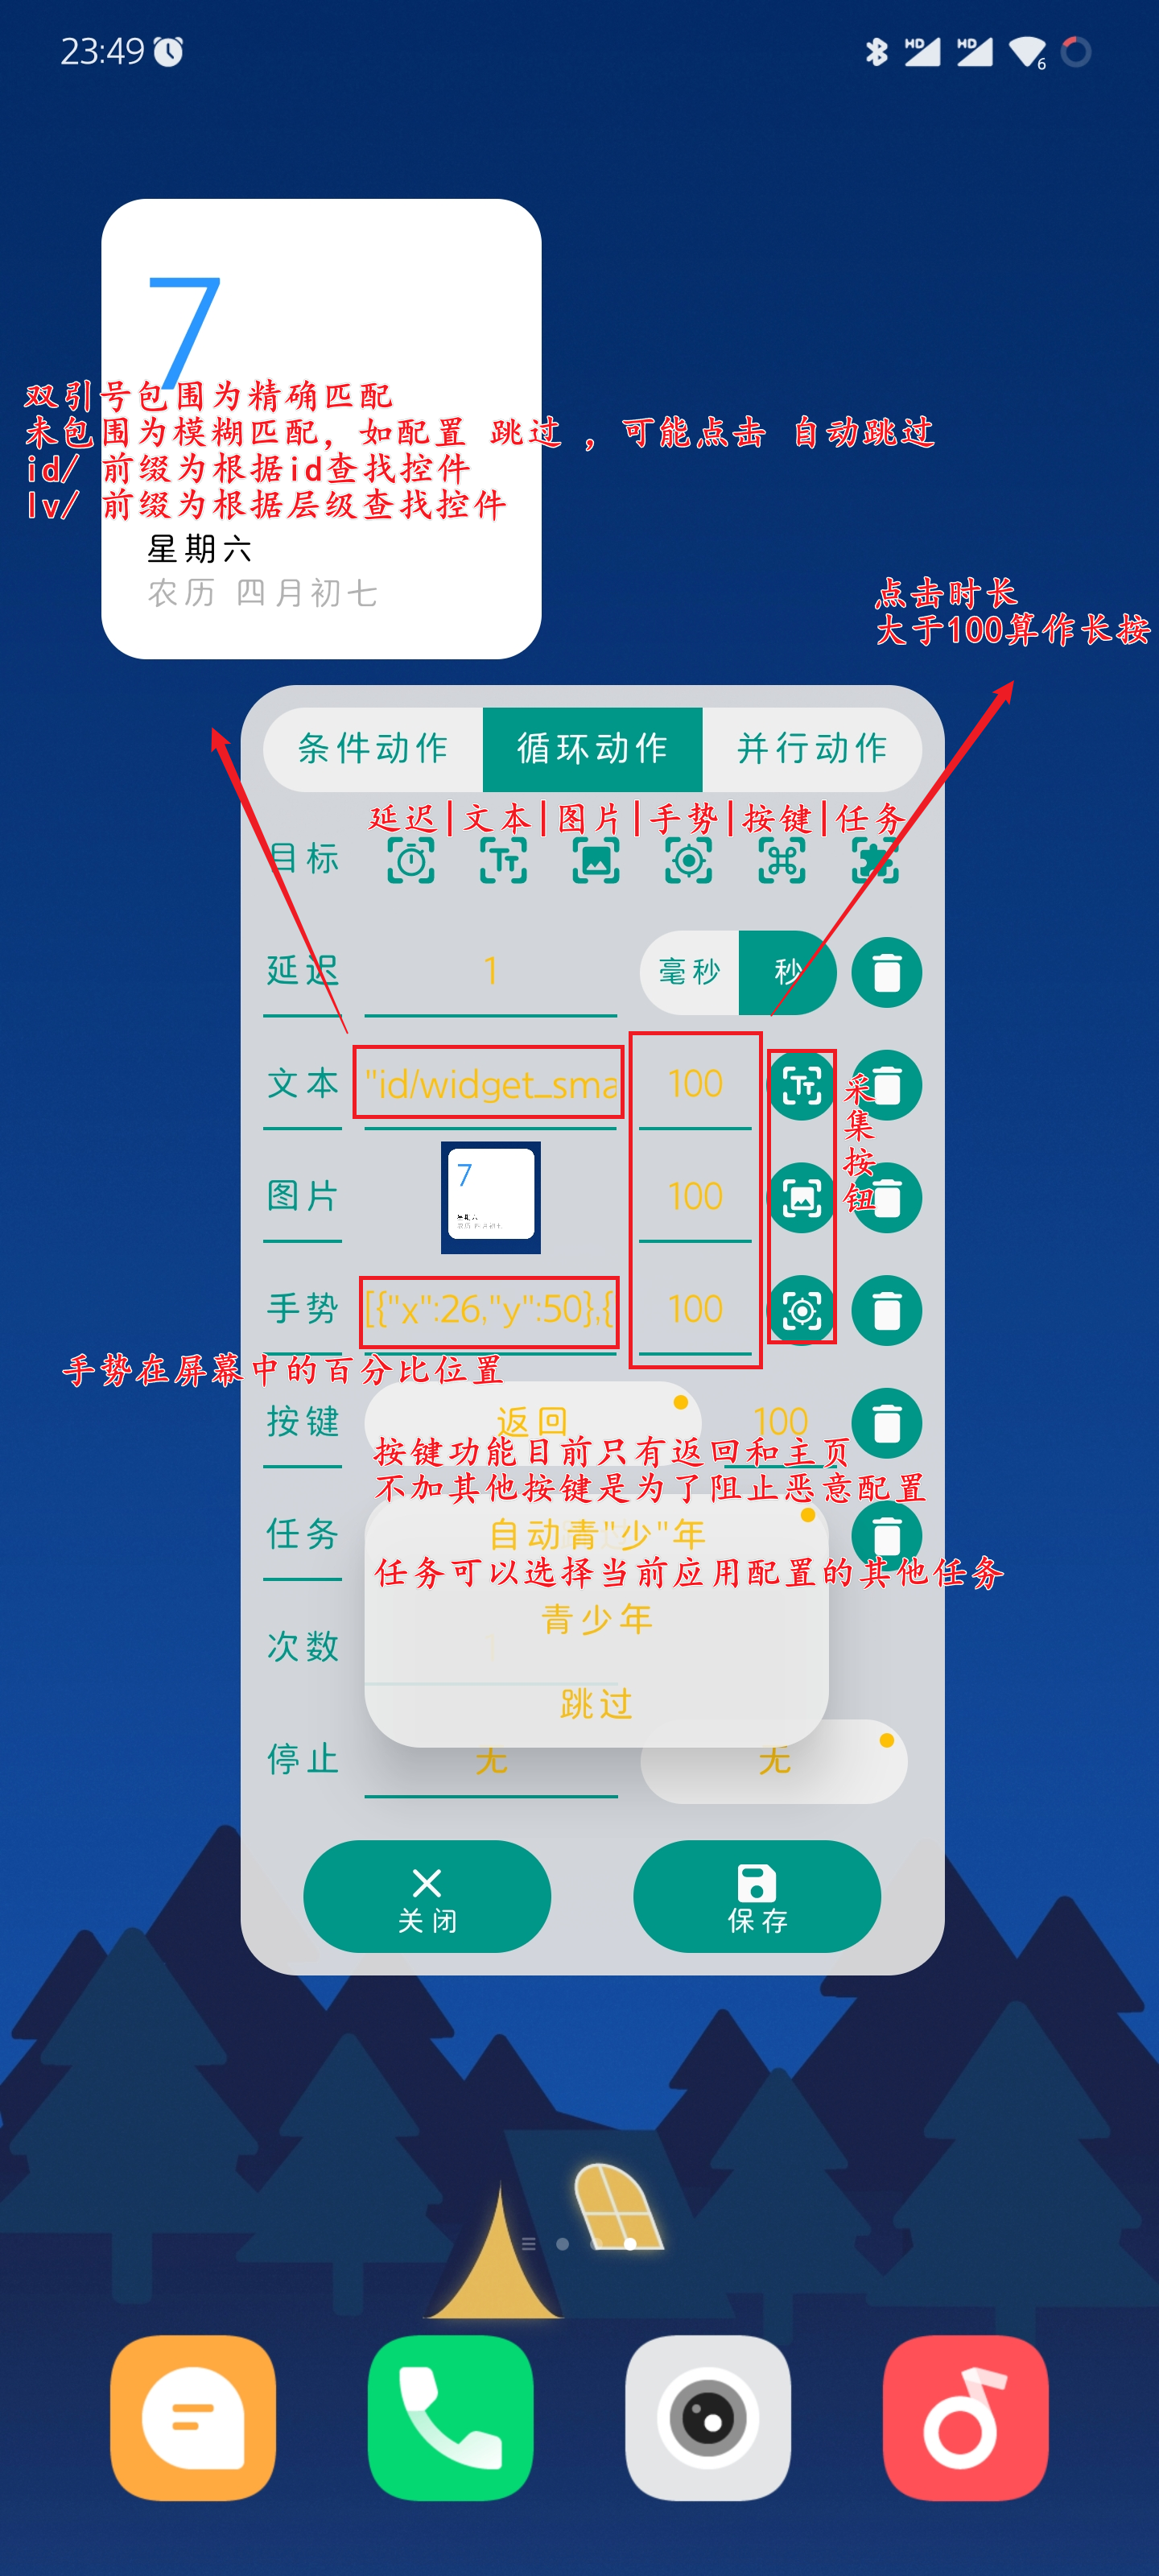 23:49
HD HD 6
7
双引号包围为精确匹配
未包围为模糊匹配，如配置 跳过 ，可能点击 自动跳过
id/ 前缀为根据id查找控件
lv/ 前缀为根据层级查找控件
星期六
农历 四月初七
点击时长
大于100算作长按
条件动作 循环动作 并行动作
延迟|文本|图片|手势|按键|任务
目标
延迟 1 毫秒 秒
文本 "id/widget_sma 100
采集按钮
图片 7 星期六 100
手势 [{"x":26,"y":50},{ 100
手势在屏幕中的百分比位置
按键 返回 100
按键功能目前只有返回和主页
不加其他按键是为了阻止恶意配置
任务 自动青"少"年
任务可以选择当前应用配置的其他任务
青少年
次数 1
跳过
停止 无 无
关闭 保存